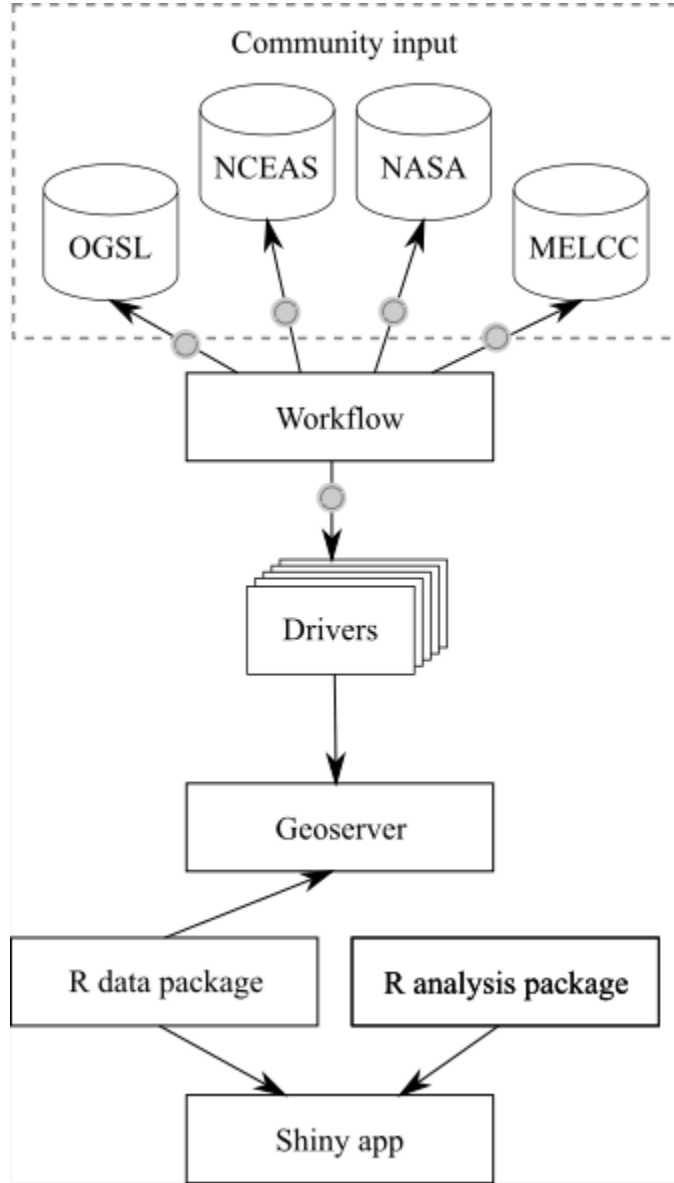 Community input
NCEAS
NASA
OGSL
MELCC
Workflow
Drivers
Geoserver
R data package
R analysis package
Shiny app